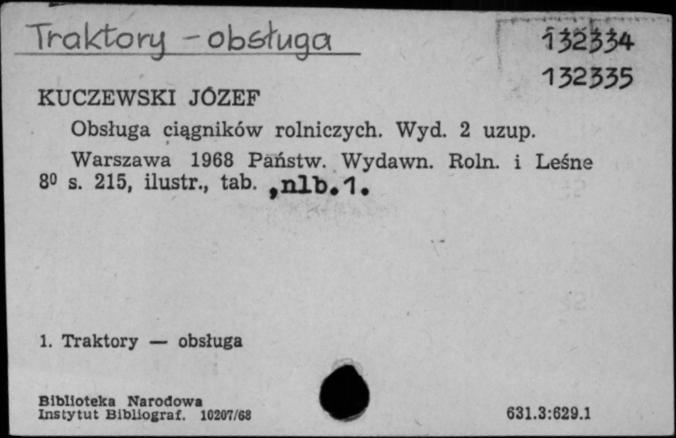 Traktory - obsługa
132334
132335
KUCZEWSKI JÓZEF
Obsługa ciągników rolniczych. Wyd. 2 uzup.
Warszawa 1968 Państw. Wydawn. Roln. i Leśne
8⁰ s. 215, ilustr., tab. ,nlb.1.
1. Traktory — obsługa
Biblioteka Narodowa
Instytut Bibliograf. 10207/68
631.3:629.1